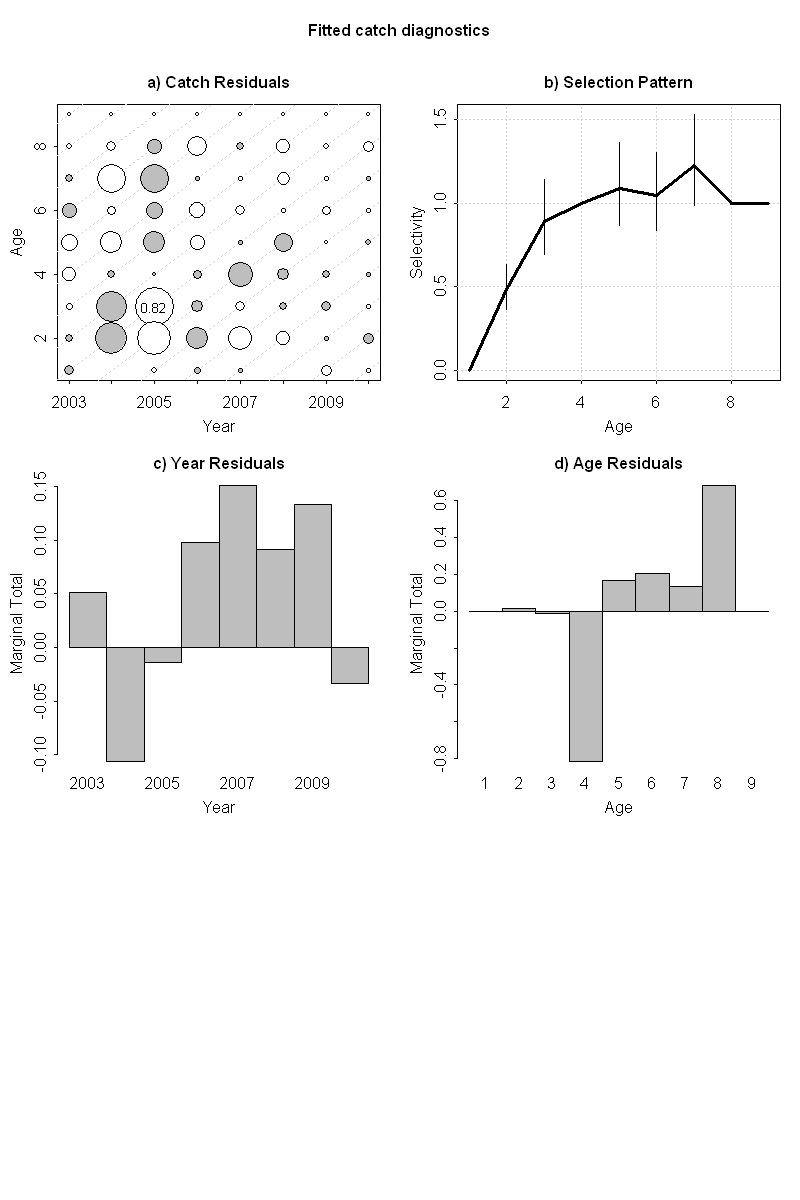 Fitted catch diagnostics
a) Catch Residuals
Age
8
6
4
2
0.82
2003 2005 2007 2009
Year
b) Selection Pattern
Selectivity
1.5
1.0
0.5
0.0
2 4 6 8
Age
c) Year Residuals
Marginal Total
0.15
0.10
0.05
0.00
-0.05
-0.10
2003 2005 2007 2009
Year
d) Age Residuals
Marginal Total
0.6
0.4
0.2
0.0
-0.4
-0.8
1 2 3 4 5 6 7 8 9
Age